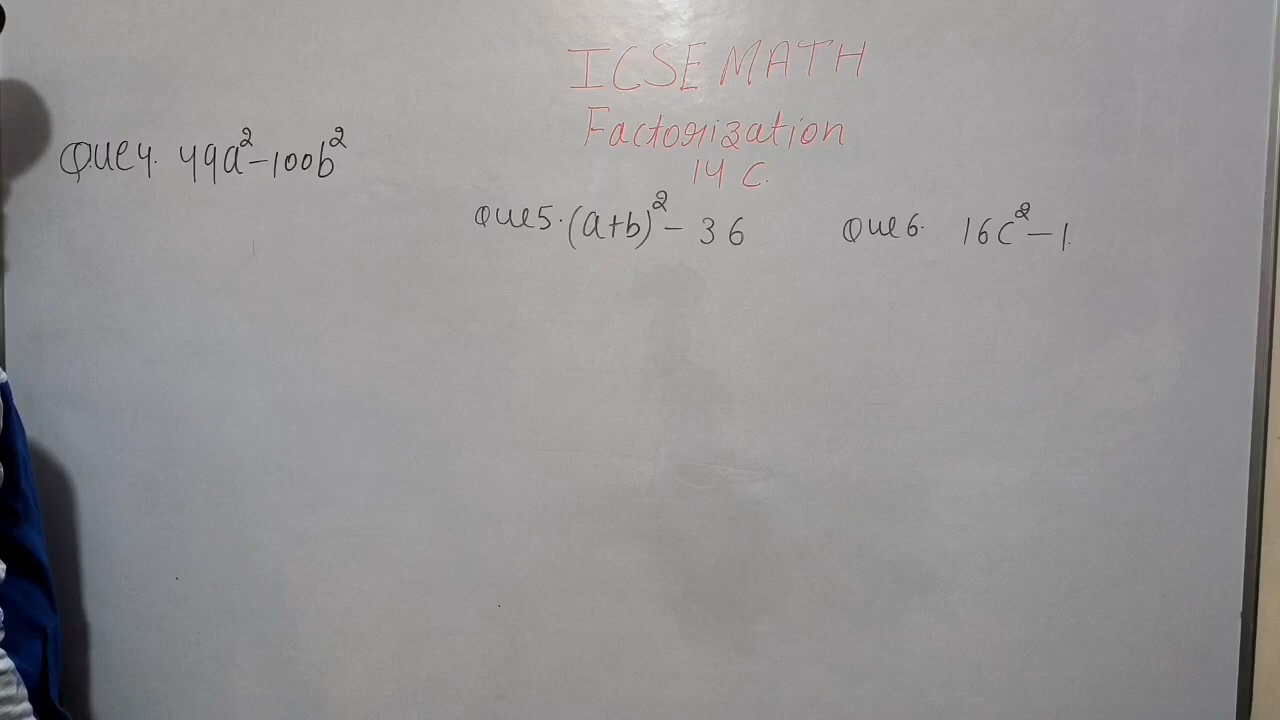 ICSE MATH
Factorization
14 C.
Que4. 49a²-100b²
Que5. (a+b)² - 36
Que6. 16c² - 1.